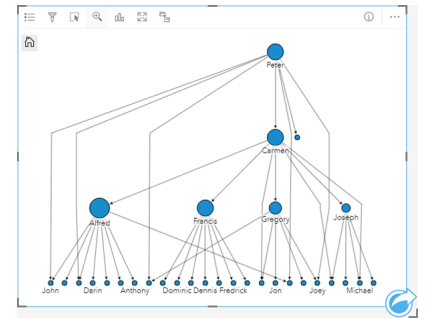 Peter
Carmen
Alfred
Francis
Gregory
Joseph
John Darin Anthony Dominic Dennis Fredrick Jon Joey Michael